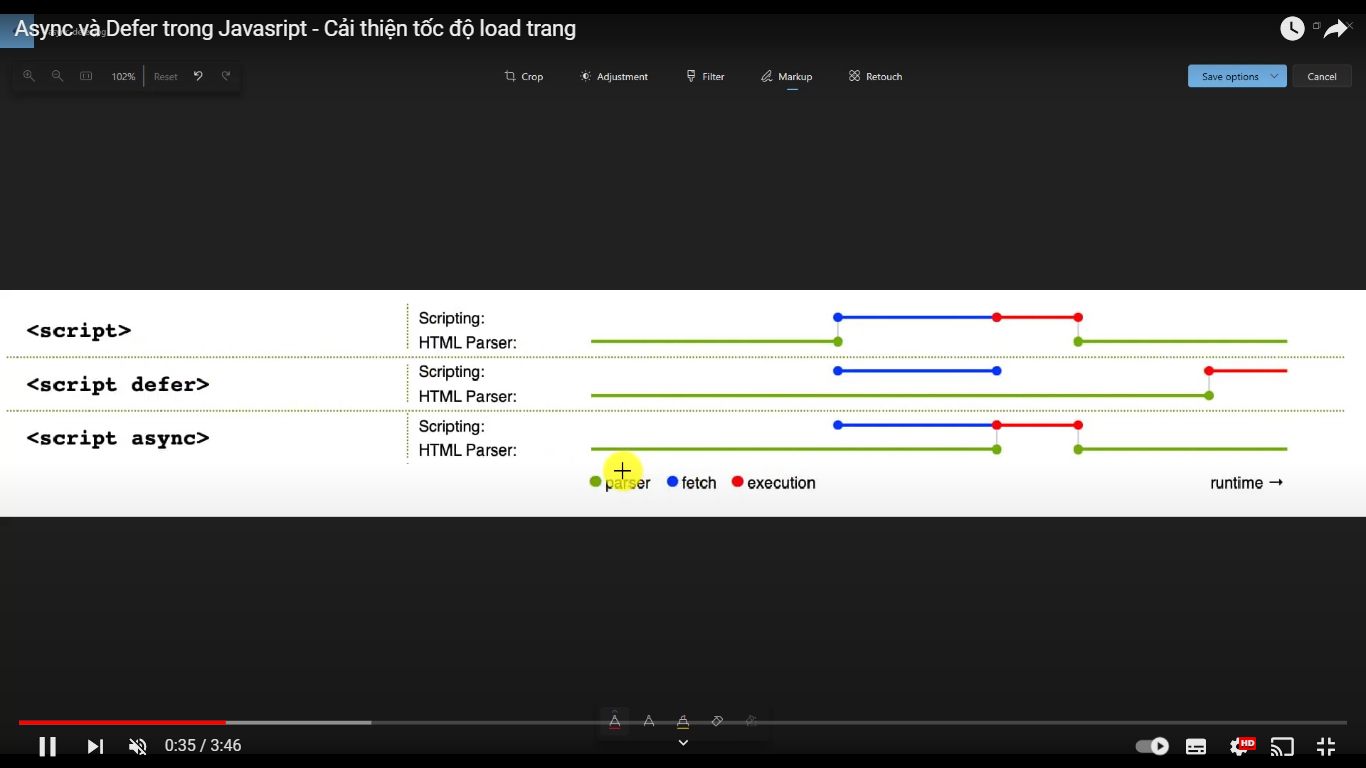 Async và Defer trong Javasript - Cải thiện tốc độ load trang
102%
Reset
Crop
Adjustment
Filter
Markup
Retouch
Save options
Cancel
<script>
Scripting:
HTML Parser:
<script defer>
Scripting:
HTML Parser:
<script async>
Scripting:
HTML Parser:
parser
fetch
execution
runtime →
0:35 / 3:46
HD